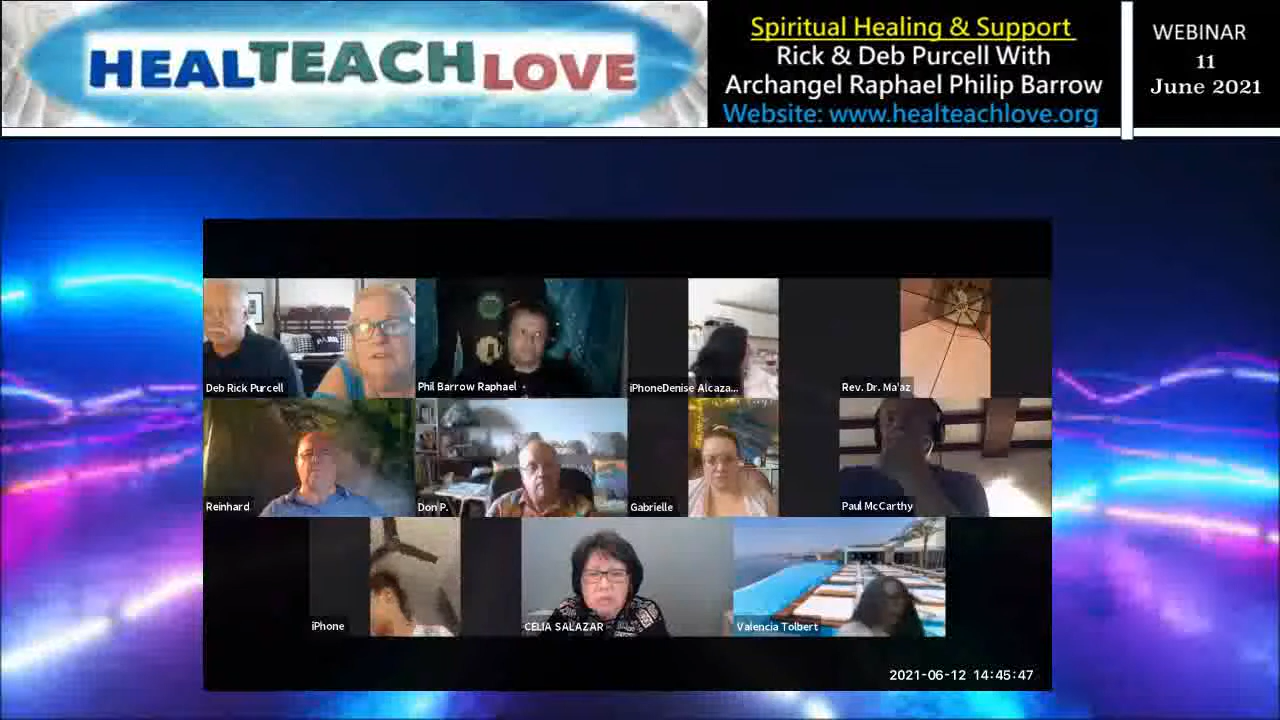 HEALTEACHLOVE
Spiritual Healing & Support
Rick & Deb Purcell With
Archangel Raphael Philip Barrow
Website: www.healteachlove.org
WEBINAR
11
June 2021
Deb Rick Purcell
Phil Barrow Raphael -
iPhoneDenise Alcaza...
Rev. Dr. Ma'az
Reinhard
Don P.
Gabrielle
Paul McCarthy
iPhone
CELIA SALAZAR -
Valencia Tolbert
2021-06-12 14:45:47